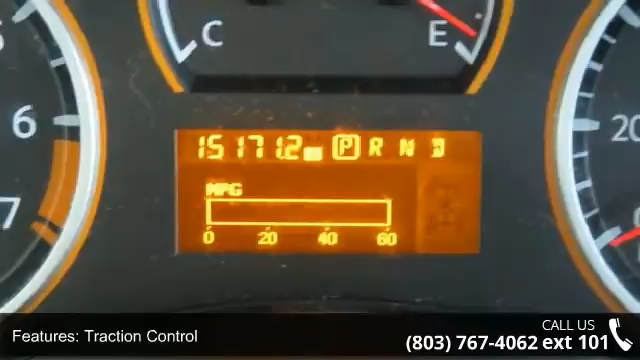 C E
6
7
20
151712 P R N D
MPG
0 20 40 60
Features: Traction Control
CALL US
(803) 767-4062 ext 101